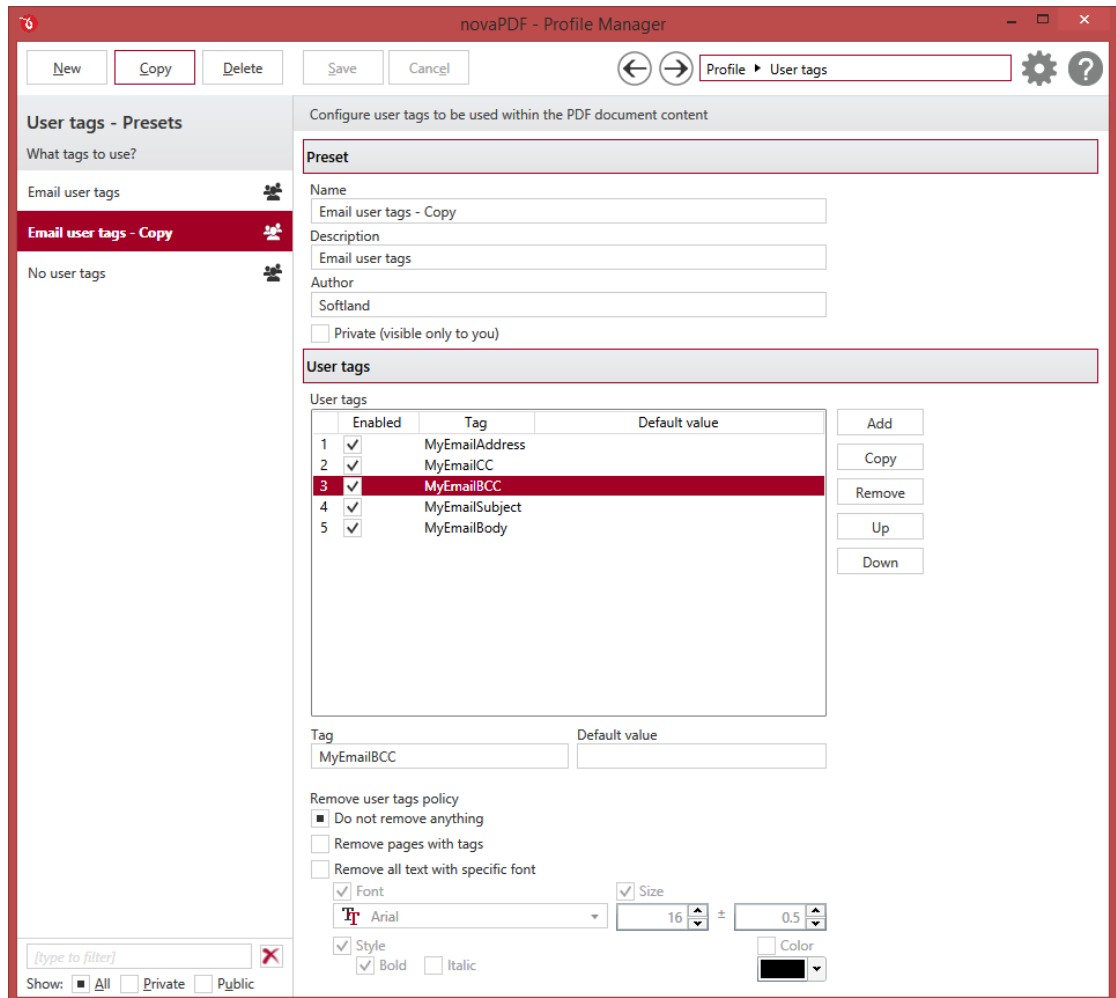 novaPDF - Profile Manager
New Copy Delete Save Cancel Profile User tags ?
User tags - Presets
What tags to use?
Email user tags
Email user tags - Copy
No user tags
[type to filter]
Show: All Private Public
Configure user tags to be used within the PDF document content
Preset
Name
Email user tags - Copy
Description
Email user tags
Author
Softland
Private (visible only to you)
User tags
User tags
Enabled Tag Default value
1 MyEmailAddress
2 MyEmailCC
3 MyEmailBCC
4 MyEmailSubject
5 MyEmailBody
Add
Copy
Remove
Up
Down
Tag Default value
MyEmailBCC
Remove user tags policy
Do not remove anything
Remove pages with tags
Remove all text with specific font
Font Size
Arial 16 ± 0.5
Style Color
Bold Italic